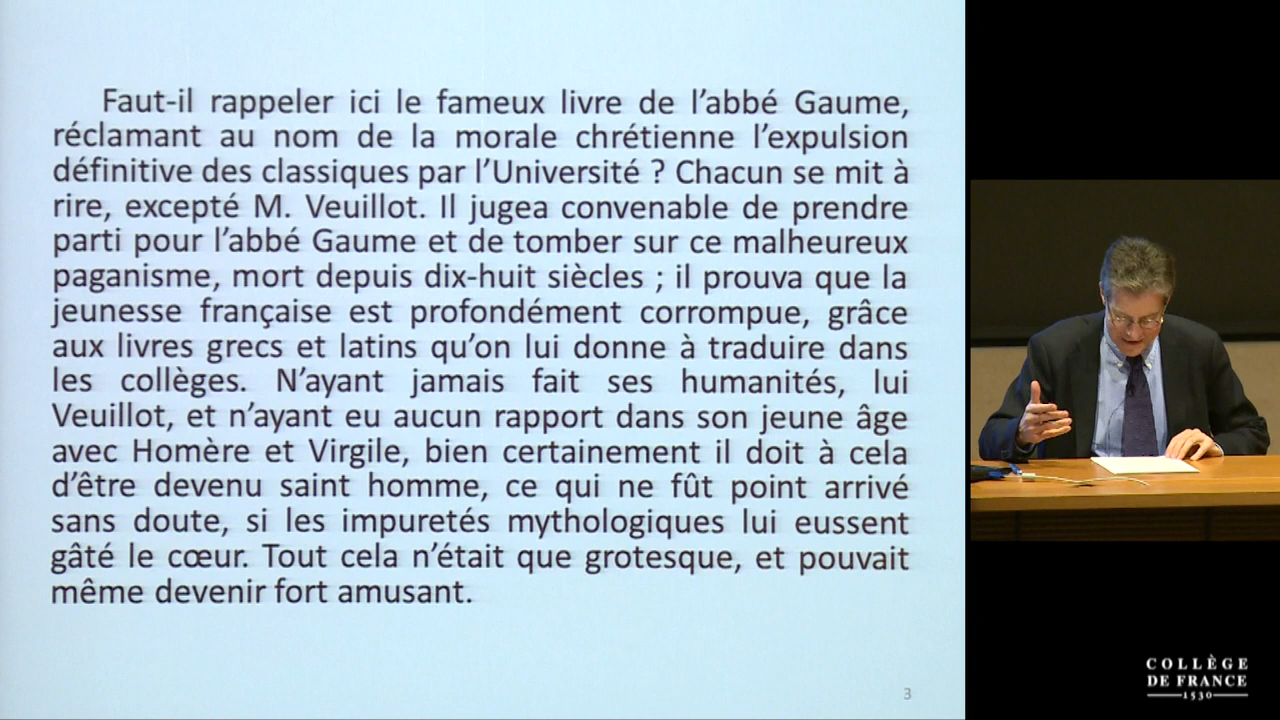 Faut-il rappeler ici le fameux livre de l’abbé Gaume,
réclamant au nom de la morale chrétienne l’expulsion
définitive des classiques par l’Université ? Chacun se mit à
rire, excepté M. Veuillot. Il jugea convenable de prendre
parti pour l’abbé Gaume et de tomber sur ce malheureux
paganisme, mort depuis dix-huit siècles ; il prouva que la
jeunesse française est profondément corrompue, grâce
aux livres grecs et latins qu’on lui donne à traduire dans
les collèges. N’ayant jamais fait ses humanités, lui
Veuillot, et n’ayant eu aucun rapport dans son jeune âge
avec Homère et Virgile, bien certainement il doit à cela
d’être devenu saint homme, ce qui ne fût point arrivé
sans doute, si les impuretés mythologiques lui eussent
gâté le cœur. Tout cela n’était que grotesque, et pouvait
même devenir fort amusant.
3
COLLÈGE
DE FRANCE
1530